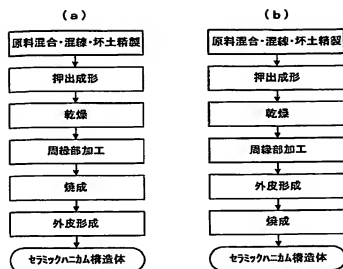 (a)
原料混合・混練・坏土精製
押出成形
乾燥
周縁部加工
焼成
外皮形成
セラミックハニカム構造体
(b)
原料混合・混練・坏土精製
押出成形
乾燥
周縁部加工
外皮形成
焼成
セラミックハニカム構造体